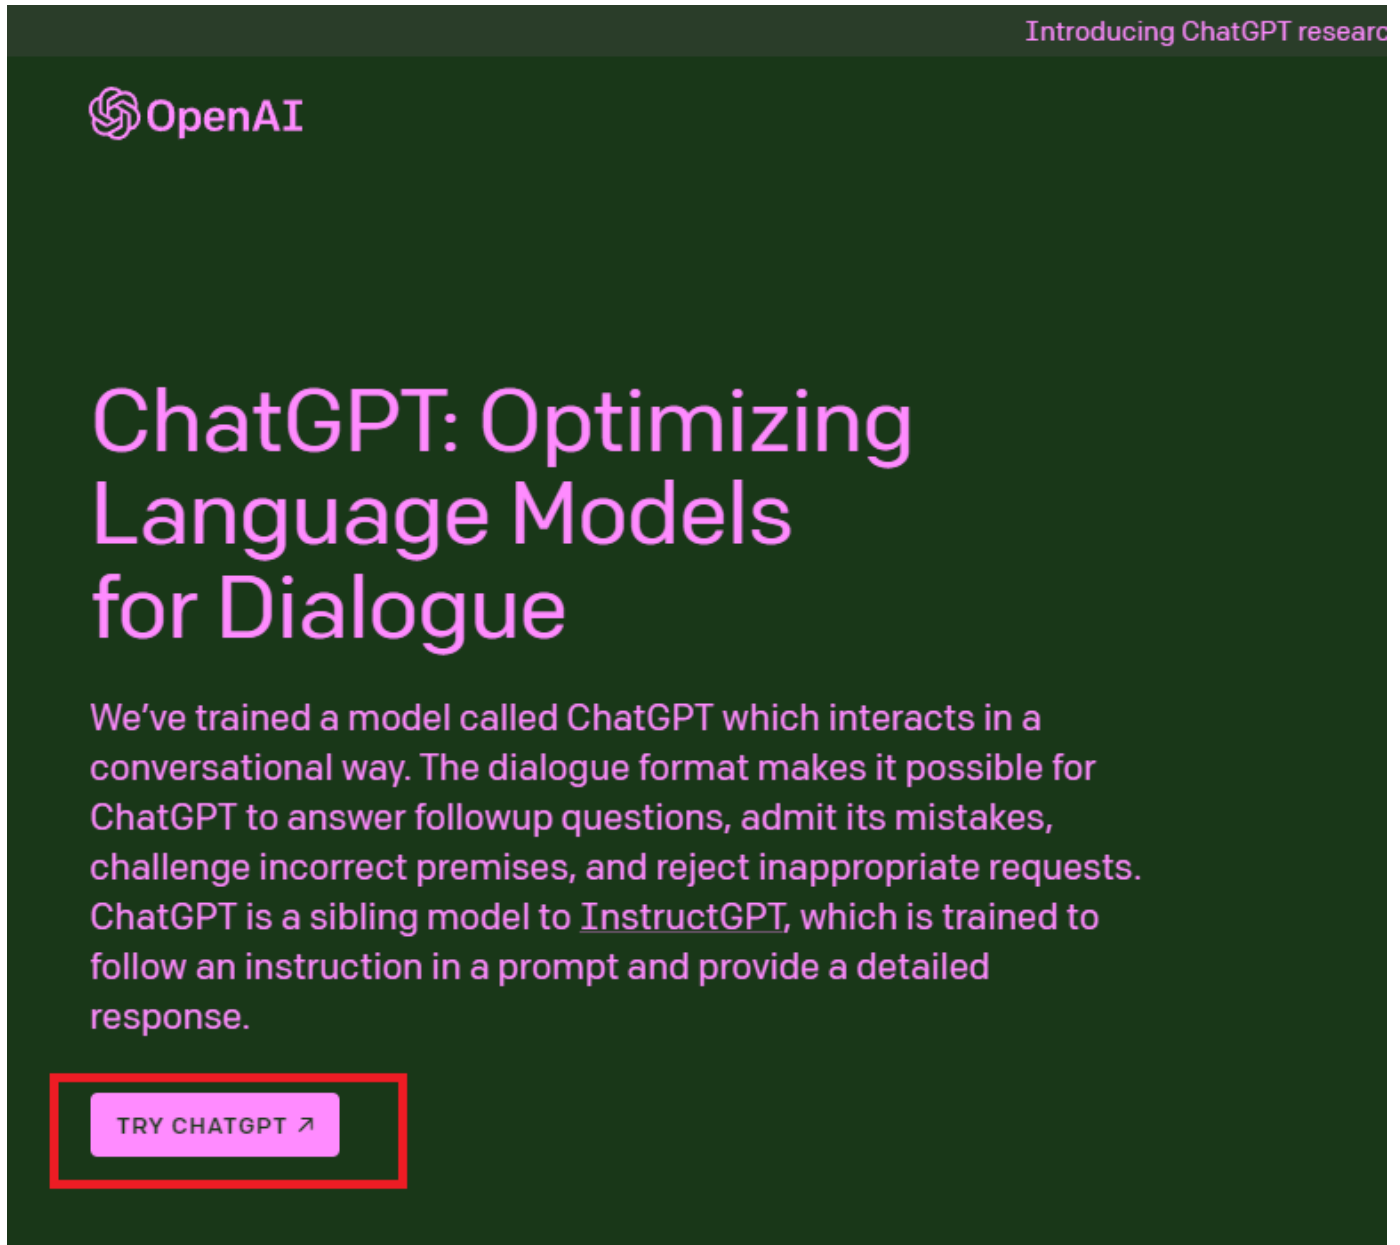 Introducing ChatGPT
OpenAI
ChatGPT: Optimizing
Language Models
for Dialogue
We’ve trained a model called ChatGPT which interacts in a
conversational way. The dialogue format makes it possible for
ChatGPT to answer followup questions, admit its mistakes,
challenge incorrect premises, and reject inappropriate requests.
ChatGPT is a sibling model to InstructGPT, which is trained to
follow an instruction in a prompt and provide a detailed
response.
TRY CHATGPT ↗